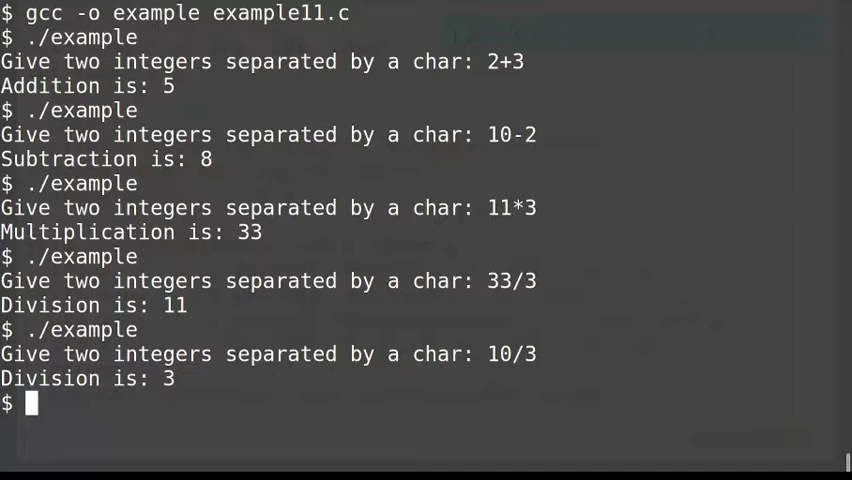 $ gcc -o example example11.c
$ ./example
Give two integers separated by a char: 2+3
Addition is: 5
$ ./example
Give two integers separated by a char: 10-2
Subtraction is: 8
$ ./example
Give two integers separated by a char: 11*3
Multiplication is: 33
$ ./example
Give two integers separated by a char: 33/3
Division is: 11
$ ./example
Give two integers separated by a char: 10/3
Division is: 3
$